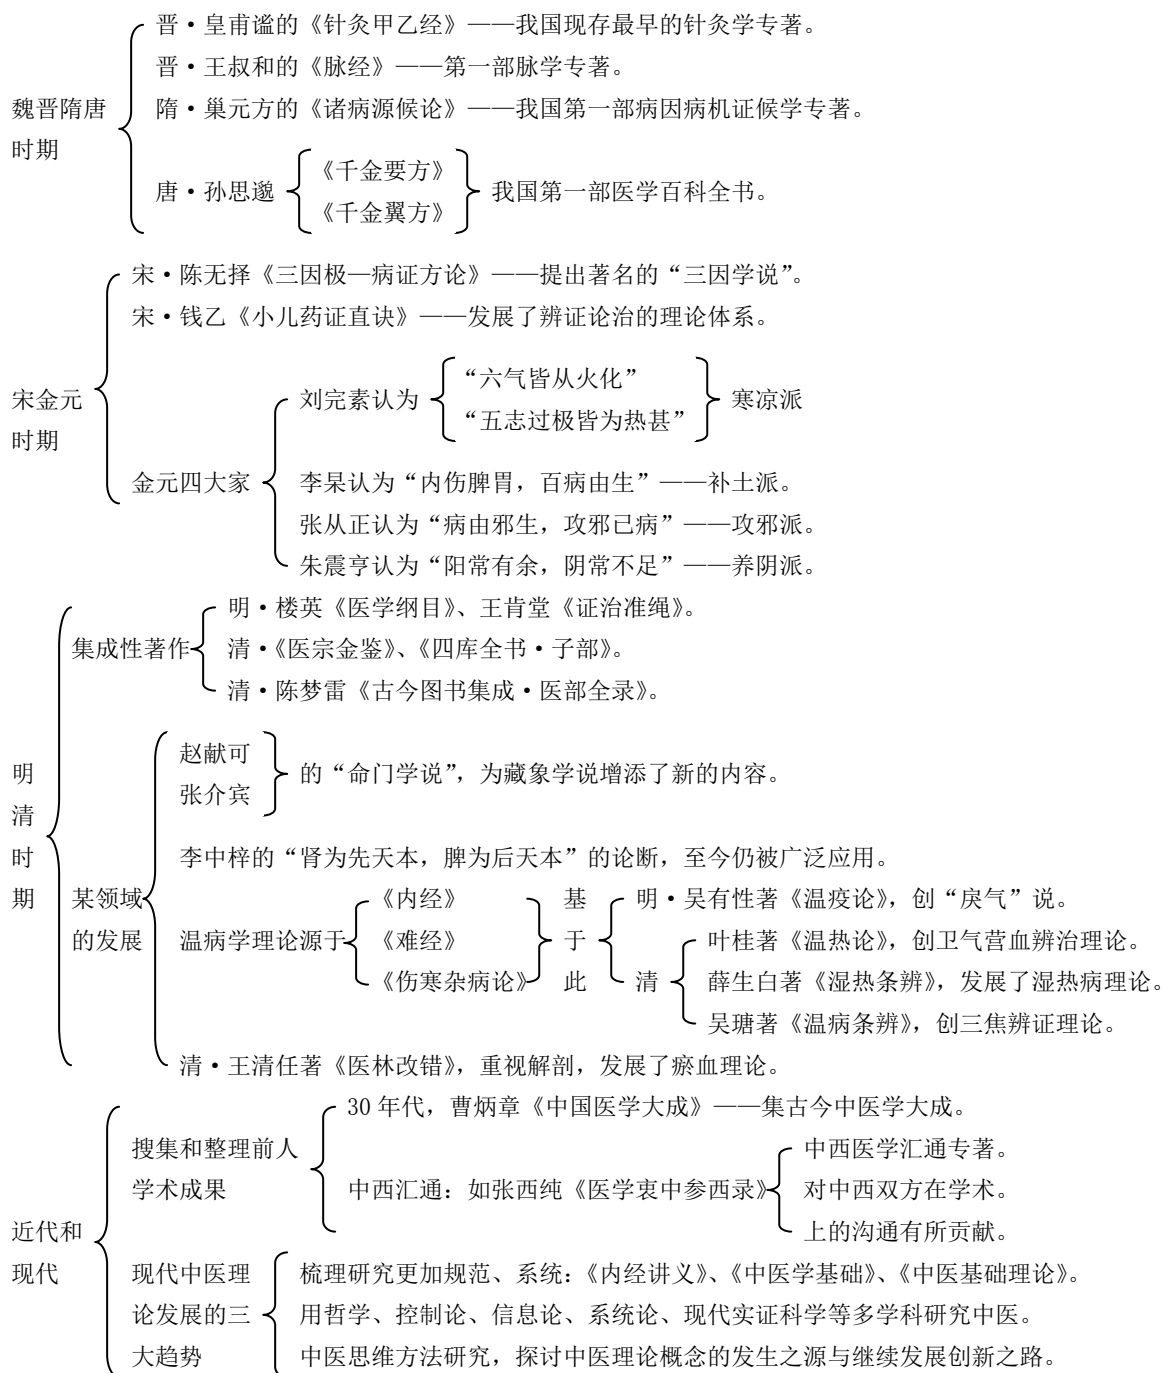 晋·皇甫谧的《针灸甲乙经》——我国现存最早的针灸学专著。
晋·王叔和的《脉经》——第一部脉学专著。
魏晋隋唐
时期
隋·巢元方的《诸病源候论》——我国第一部病因病机证候学专著。
唐·孙思邈
《千金要方》
《千金翼方》
我国第一部医学百科全书。
宋·陈无择《三因极—病证方论》——提出著名的“三因学说”。
宋·钱乙《小儿药证直诀》——发展了辨证论治的理论体系。
宋金元
时期
金元四大家
刘完素认为
“六气皆从火化”
“五志过极皆为热甚”
寒凉派
李杲认为“内伤脾胃，百病由生”——补土派。
张从正认为“病由邪生，攻邪已病”——攻邪派。
朱震亨认为“阳常有余，阴常不足”——养阴派。
明
清
时
期
集成性著作
明·楼英《医学纲目》、王肯堂《证治准绳》。
清·《医宗金鉴》、《四库全书·子部》。
清·陈梦雷《古今图书集成·医部全录》。
某领域
的发展
赵献可
张介宾
的“命门学说”，为藏象学说增添了新的内容。
李中梓的“肾为先天本，脾为后天本”的论断，至今仍被广泛应用。
温病学理论源于
《内经》
《难经》
《伤寒杂病论》
基
于
此
明·吴有性著《温疫论》，创“戾气”说。
清
叶桂著《温热论》，创卫气营血辨治理论。
薛生白著《湿热条辨》，发展了湿热病理论。
吴瑭著《温病条辨》，创三焦辨证理论。
清·王清任著《医林改错》，重视解剖，发展了瘀血理论。
近代和
现代
搜集和整理前人
学术成果
30 年代，曹炳章《中国医学大成》——集古今中医学大成。
中西汇通：如张西纯《医学衷中参西录》
中西医学汇通专著。
对中西双方在学术。
上的沟通有所贡献。
现代中医理
论发展的三
大趋势
梳理研究更加规范、系统：《内经讲义》、《中医学基础》、《中医基础理论》。
用哲学、控制论、信息论、系统论、现代实证科学等多学科研究中医。
中医思维方法研究，探讨中医理论概念的发生之源与继续发展创新之路。